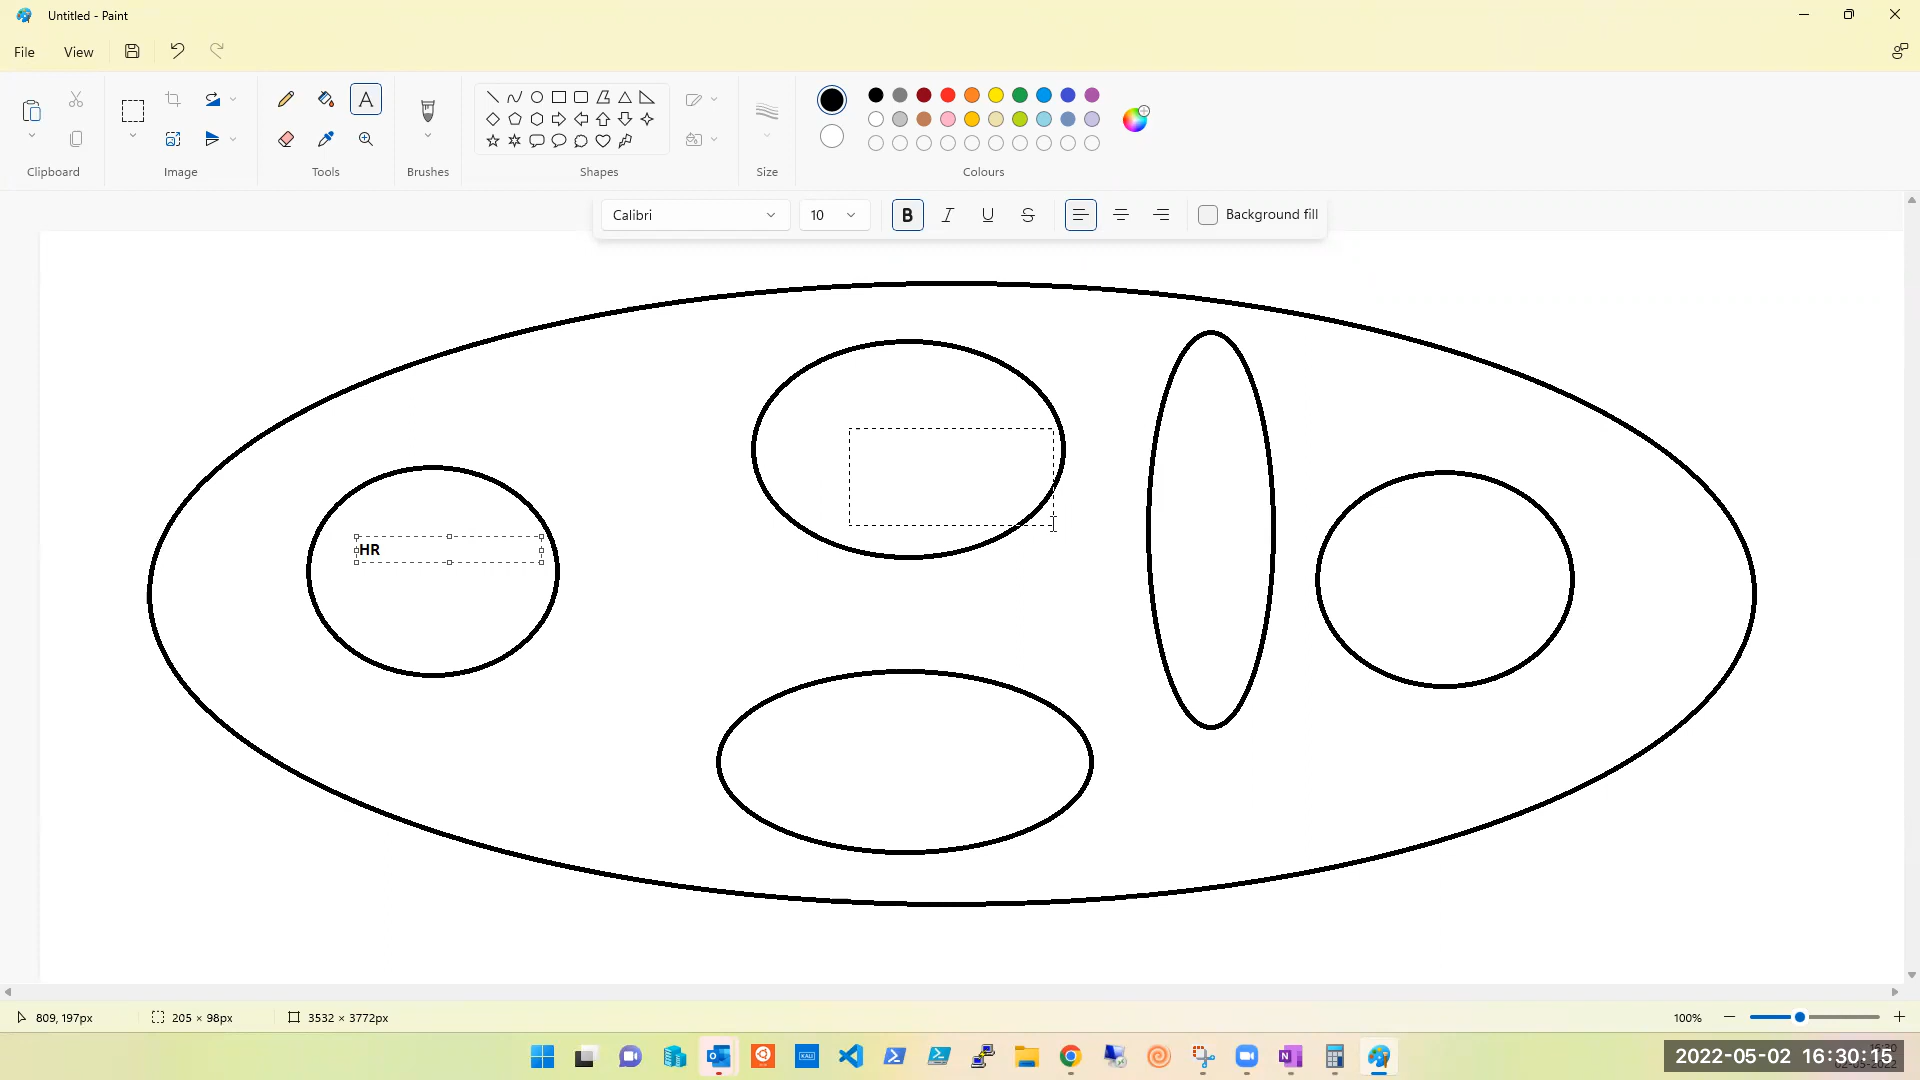 Untitled - Paint
File View
Clipboard Image Tools Brushes Shapes Size Colours
Calibri 10 B I U S Background fill
HR
809, 197px 205 × 98px 3532 × 3772px 100%
2022-05-02 16:30:15